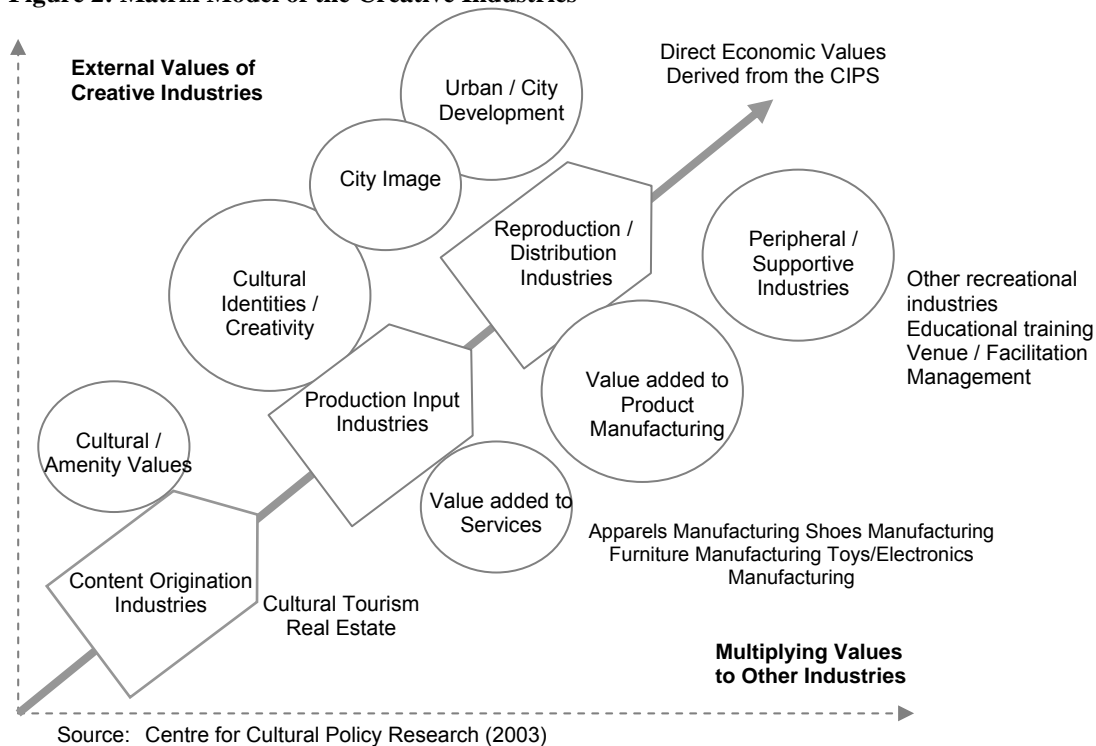 Figure 2: Matrix Model of the Creative Industries
External Values of
Creative Industries
Urban / City
Development
Direct Economic Values
Derived from the CIPS
City Image
Reproduction /
Distribution
Industries
Peripheral /
Supportive
Industries
Cultural
Identities /
Creativity
Other recreational
industries
Educational training
Venue / Facilitation
Management
Production Input
Industries
Value added to
Product
Manufacturing
Cultural /
Amenity Values
Value added to
Services
Apparels Manufacturing Shoes Manufacturing
Furniture Manufacturing Toys/Electronics
Manufacturing
Content Origination
Industries
Cultural Tourism
Real Estate
Multiplying Values
to Other Industries
Source: Centre for Cultural Policy Research (2003)